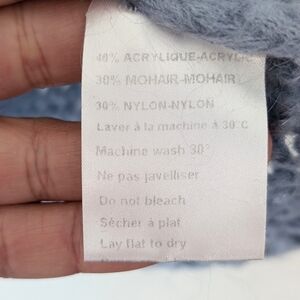 40% ACRYLIQUE-ACRYLIC
30% MOHAIR-MOHAIR
30% NYLON-NYLON
Laver à la machine à 30°C
Machine wash 30°
Ne pas javelliser
Do not bleach
Sècher à plat
Lay flat to dry